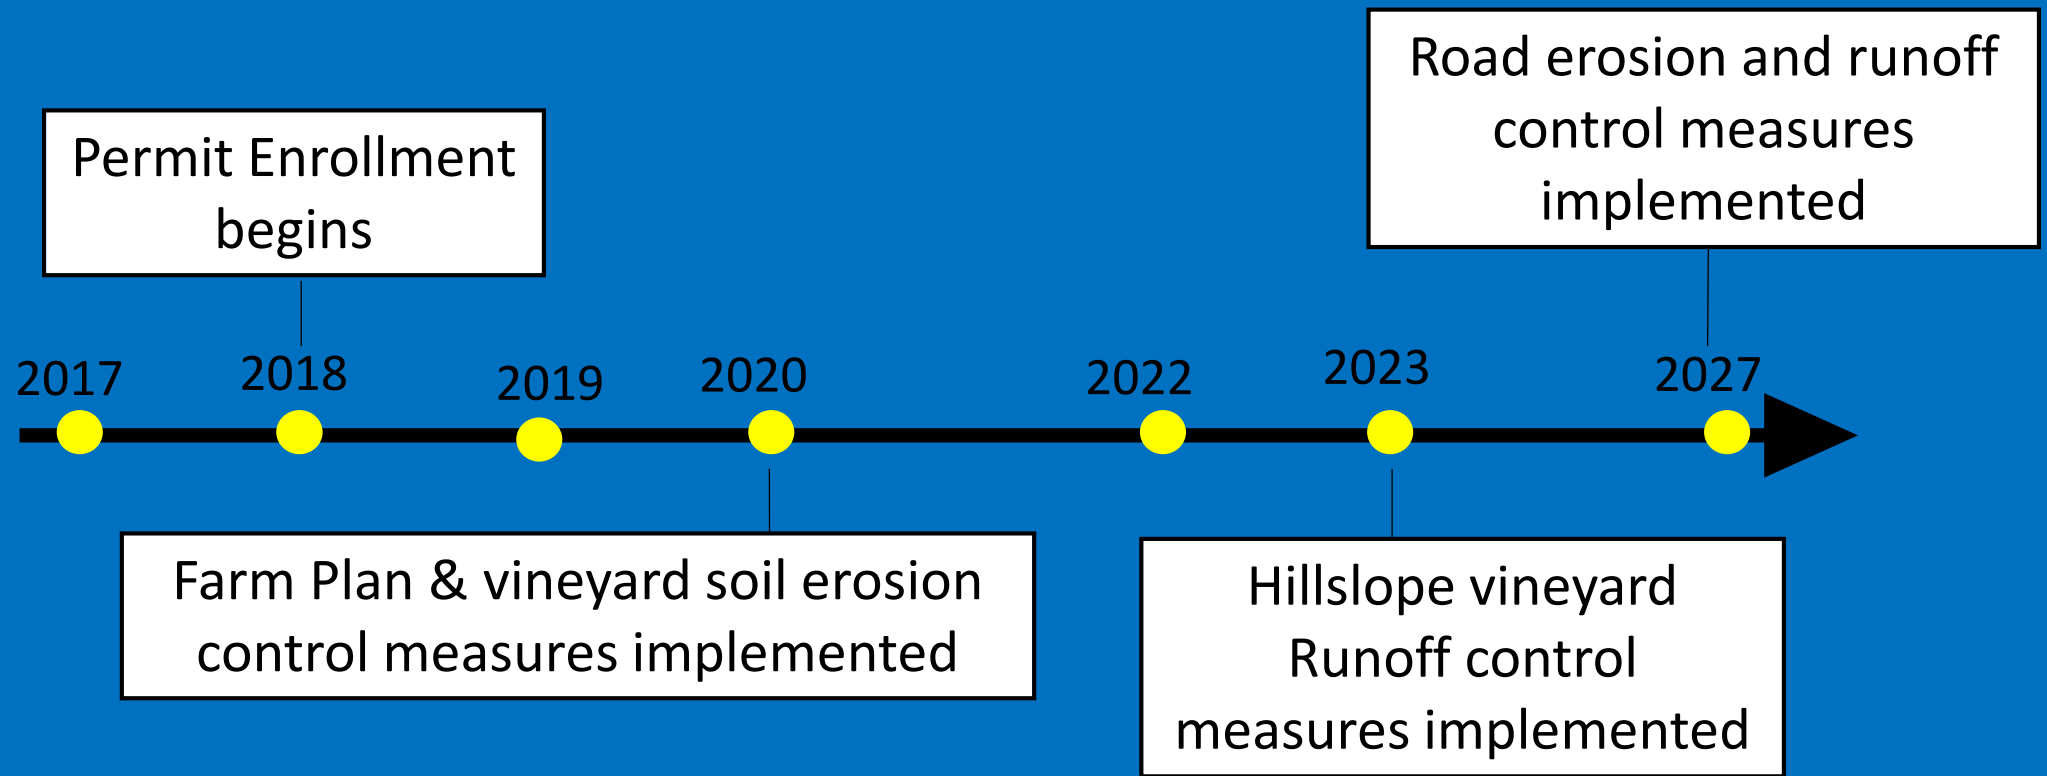 Permit Enrollment
begins
Road erosion and runoff
control measures
implemented
2017
2018
2019
2020
2022
2023
2027
Farm Plan & vineyard soil erosion
control measures implemented
Hillslope vineyard
Runoff control
measures implemented